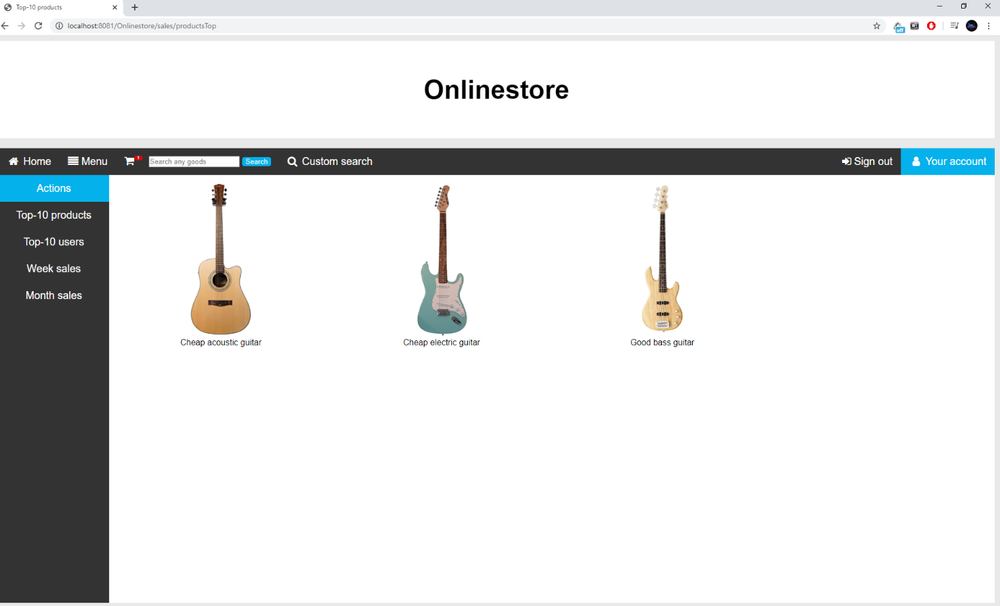 Top-10 products
localhost:8081/Onlinestore/sales/productsTop
off
Onlinestore
Home Menu 1 Search any goods Search Custom search Sign out Your account
Actions
Top-10 products
Top-10 users
Week sales
Month sales
Cheap acoustic guitar Cheap electric guitar Good bass guitar